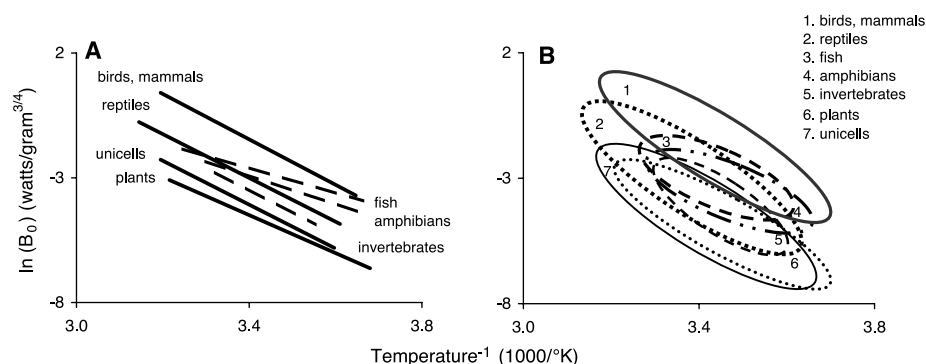 A
2
birds, mammals
reptiles
unicells
plants
fish
amphibians
invertebrates
-3
-8
3.0
3.4
3.8
ln (B0) (watts/gram3/4)
B
2
-3
-8
3.0
3.4
3.8
1
2
3
4
5
6
7
1. birds, mammals
2. reptiles
3. fish
4. amphibians
5. invertebrates
6. plants
7. unicells
Temperature-1 (1000/°K)